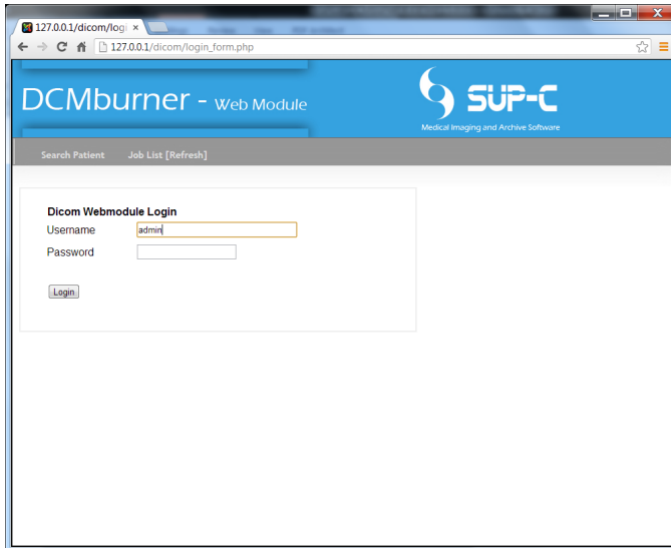 127.0.0.1/dicom/logi
127.0.0.1/dicom/login_form.php
DCMburner - Web Module
SUP-C
Medical Imaging and Archive Software
Search Patient Job List [Refresh]
Dicom Webmodule Login
Username admin
Password
Login